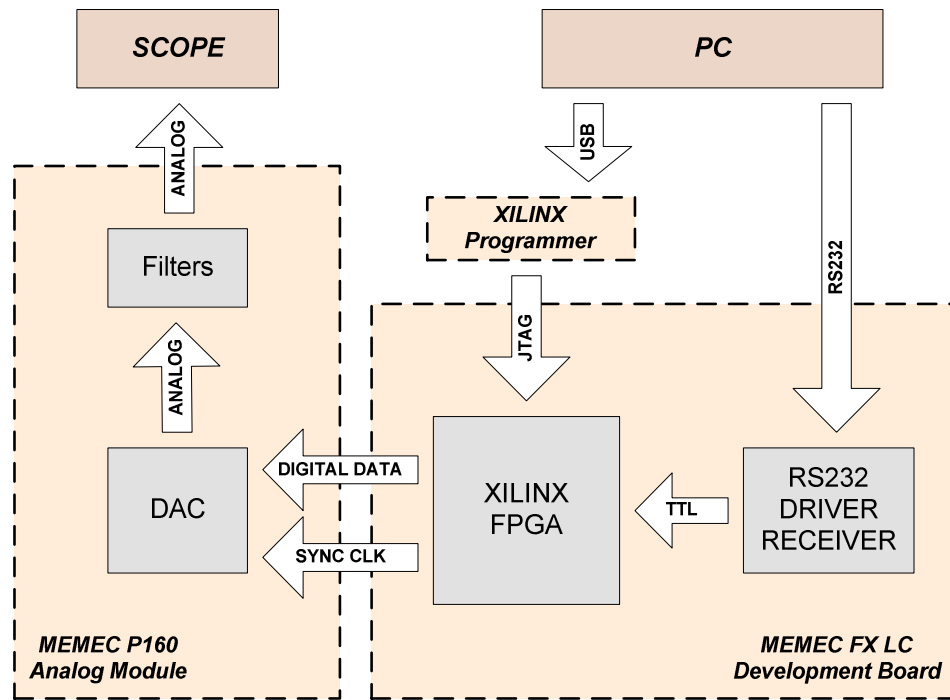 SCOPE
PC
ANALOG
USB
RS232
XILINX
Programmer
Filters
JTAG
ANALOG
DAC
DIGITAL DATA
SYNC CLK
XILINX
FPGA
TTL
RS232
DRIVER
RECEIVER
MEMEC P160
Analog Module
MEMEC FX LC
Development Board